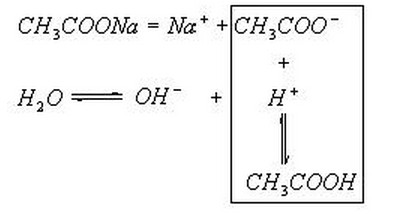 CH₃COONa = Na⁺ + CH₃COO⁻
+
H₂O ⇌ OH⁻ + H⁺
⇌
CH₃COOH